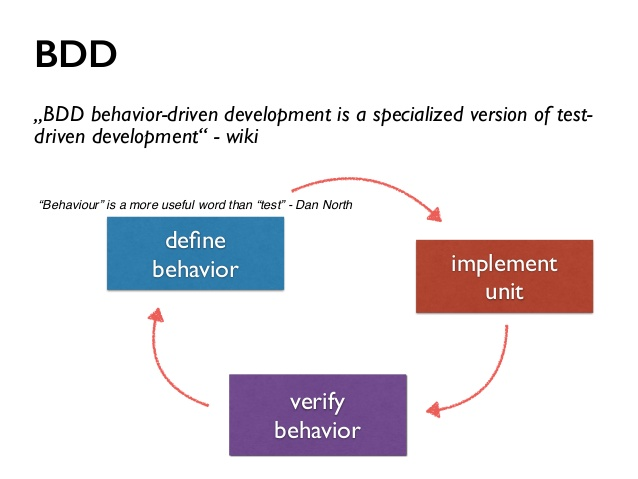 BDD
„BDD behavior-driven development is a specialized version of test-
driven development“ - wiki
“Behaviour” is a more useful word than “test” - Dan North
define
behavior
implement
unit
verify
behavior